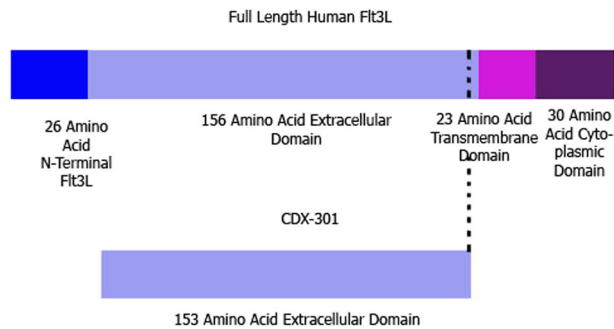 Full Length Human Flt3L
26 Amino
Acid
N-Terminal
Flt3L
156 Amino Acid Extracellular
Domain
23 Amino Acid
Transmembrane
Domain
30 Amino
Acid Cyto-
plasmic
Domain
CDX-301
153 Amino Acid Extracellular Domain